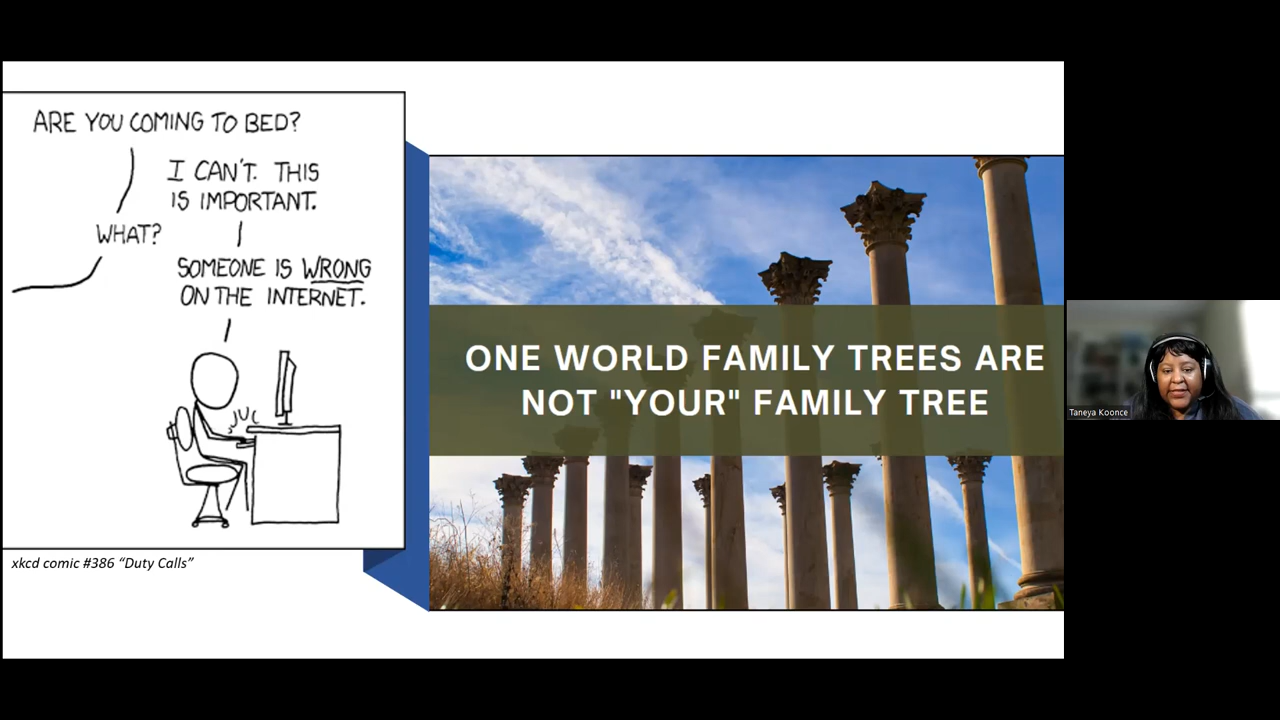 ARE YOU COMING TO BED?
I CAN'T. THIS
IS IMPORTANT.
WHAT?
SOMEONE IS WRONG
ON THE INTERNET.
xkcd comic #386 “Duty Calls”
ONE WORLD FAMILY TREES ARE
NOT "YOUR" FAMILY TREE
Taneya Koonce